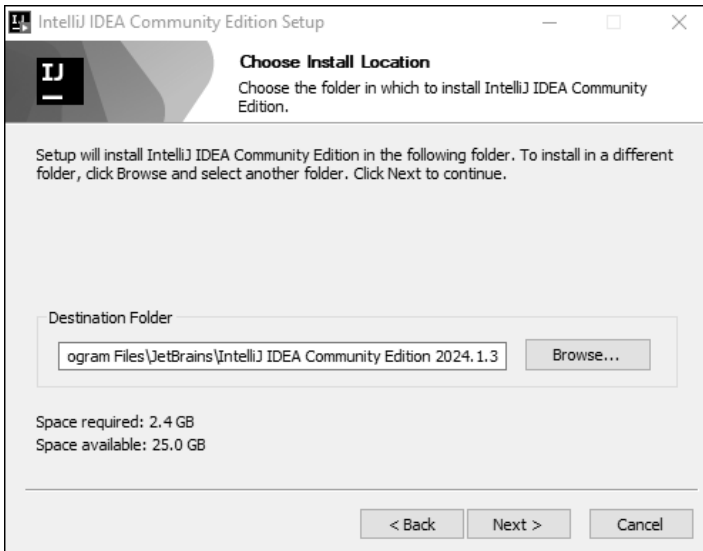 IntelliJ IDEA Community Edition Setup
IJ
Choose Install Location
Choose the folder in which to install IntelliJ IDEA Community
Edition.
Setup will install IntelliJ IDEA Community Edition in the following folder. To install in a different
folder, click Browse and select another folder. Click Next to continue.
Destination Folder
ogram Files\JetBrains\IntelliJ IDEA Community Edition 2024.1.3
Browse...
Space required: 2.4 GB
Space available: 25.0 GB
< Back Next > Cancel